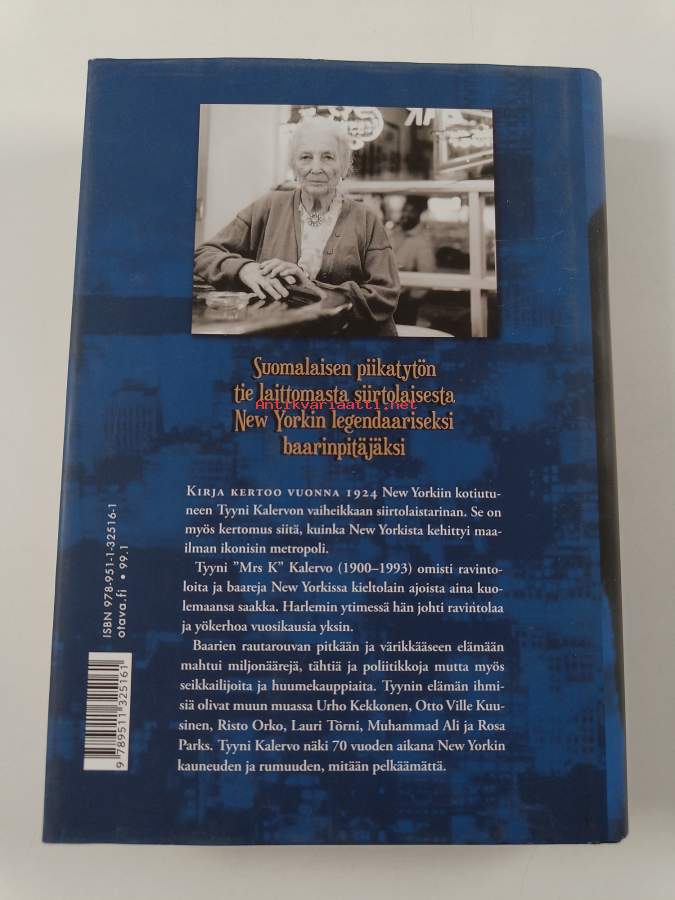 Suomalaisen piikatytön
tie laittomasta siirtolaisesta
Antikvariaatti.net
New Yorkin legendaariseksi
baarinpitäjäksi
KIRJA KERTOO VUONNA 1924 New Yorkiin kotiutu-
neen Tyyni Kalervon vaiheikkaan siirtolaistarinan. Se on
myös kertomus siitä, kuinka New Yorkista kehittyi maa-
ilman ikonisin metropoli.
Tyyni ”Mrs K” Kalervo (1900–1993) omisti ravinto-
loita ja baareja New Yorkissa kieltolain ajoista aina kuo-
lemaansa saakka. Harlemin ytimessä hän johti ravintolaa
ja yökerhoa vuosikausia yksin.
Baarien rautarouvan pitkään ja värikkääseen elämään
mahtui miljonäärejä, tähtiä ja poliitikkoja mutta myös
seikkailijoita ja huumekauppiaita. Tyynin elämän ihmi-
siä olivat muun muassa Urho Kekkonen, Otto Ville Kuu-
sinen, Risto Orko, Lauri Törni, Muhammad Ali ja Rosa
Parks. Tyyni Kalervo näki 70 vuoden aikana New Yorkin
kauneuden ja rumuuden, mitään pelkäämättä.
ISBN 978-951-1-32516-1
otava.fi • 99.1
9 789511 325161